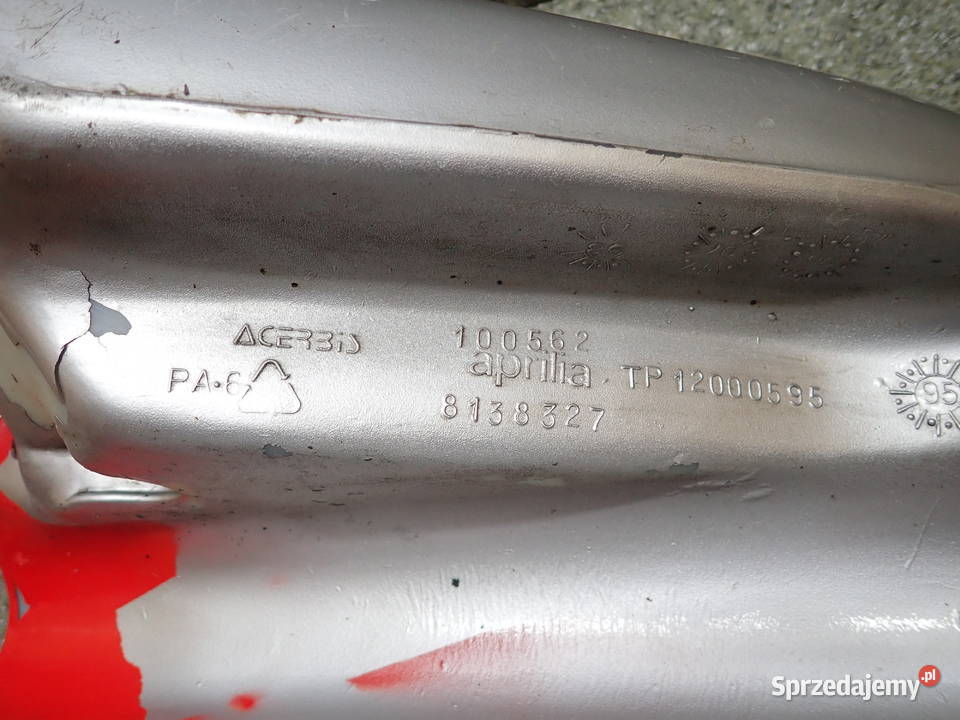 ACERBIS
100562
aprilia TP 12000595
PA-6
8138327
95
Sprzedajemy.pl